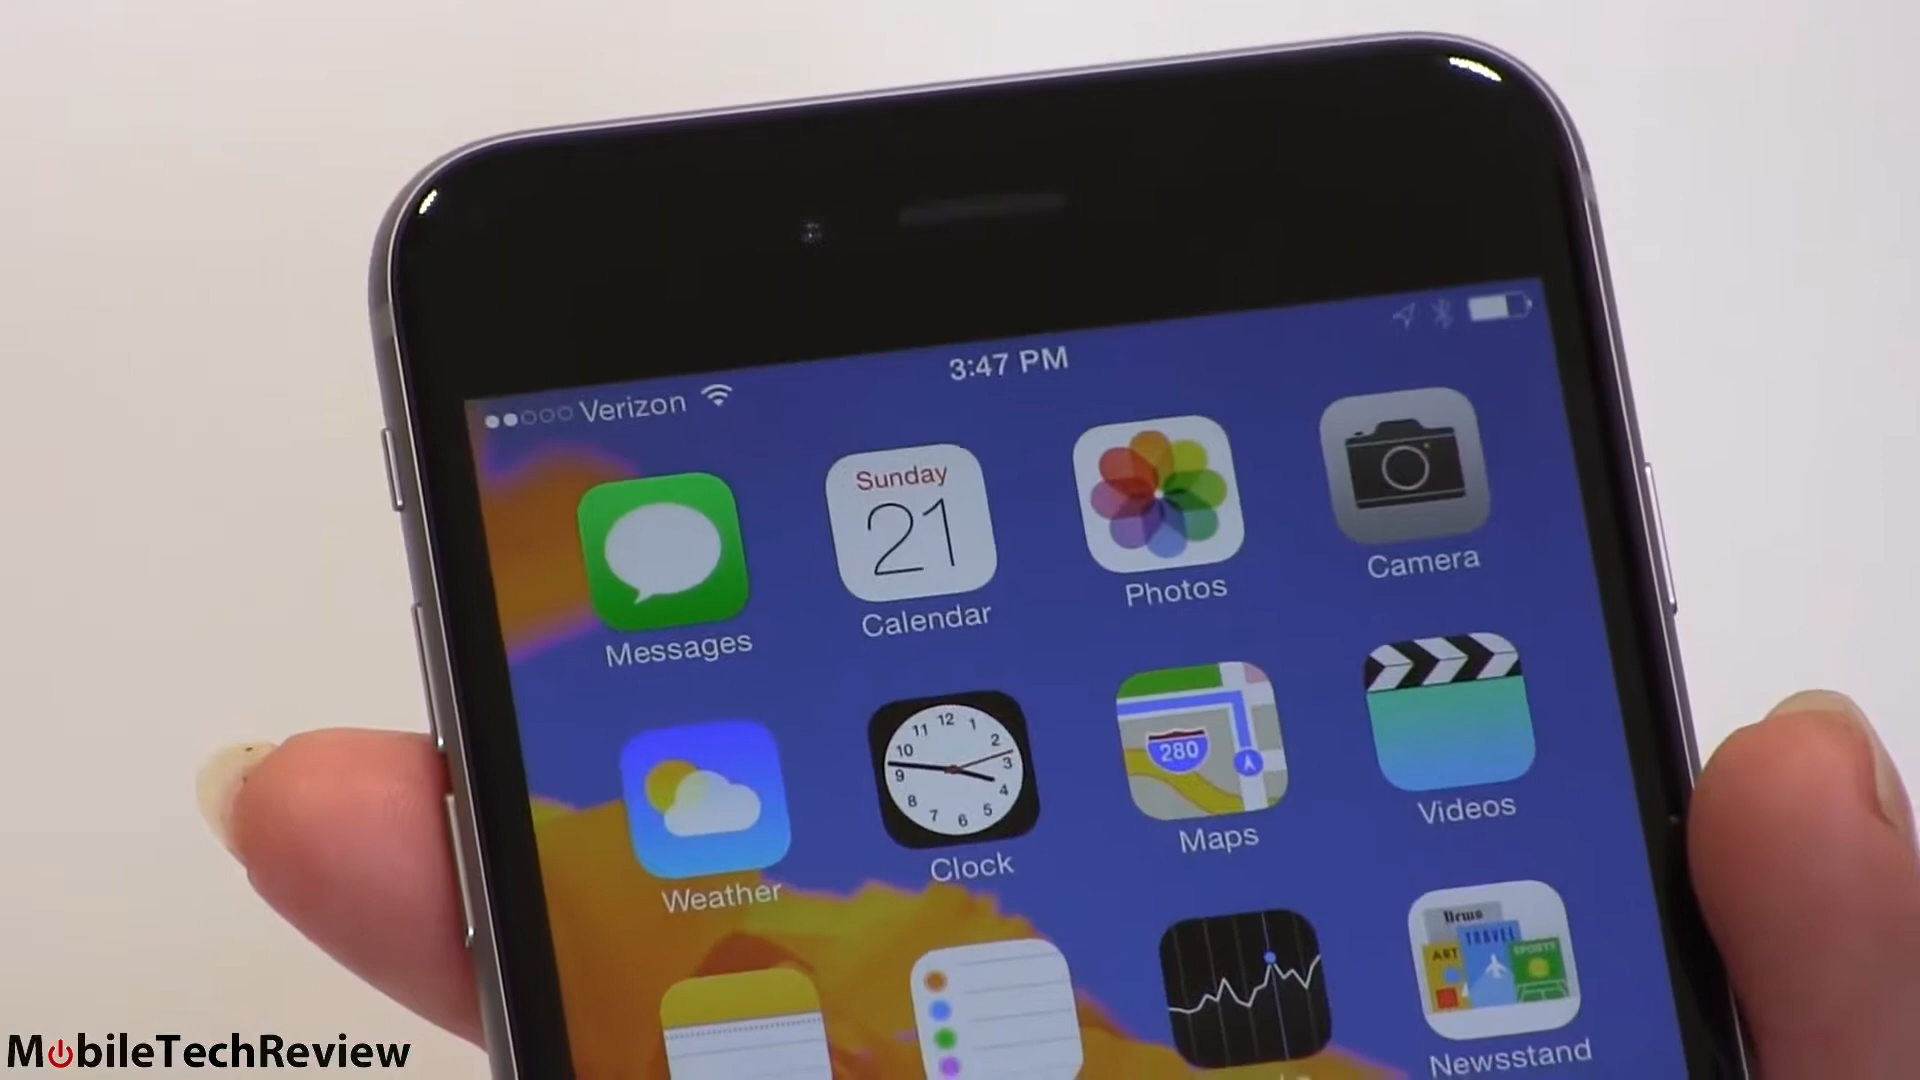 Verizon
3:47 PM
Sunday
21
Messages
Calendar
Photos
Camera
12
11 1
10 2
9 3
8 4
7 6 5
280
Weather
Clock
Maps
Videos
News
ART TRAVEL SPORTS
Newsstand
MobileTechReview